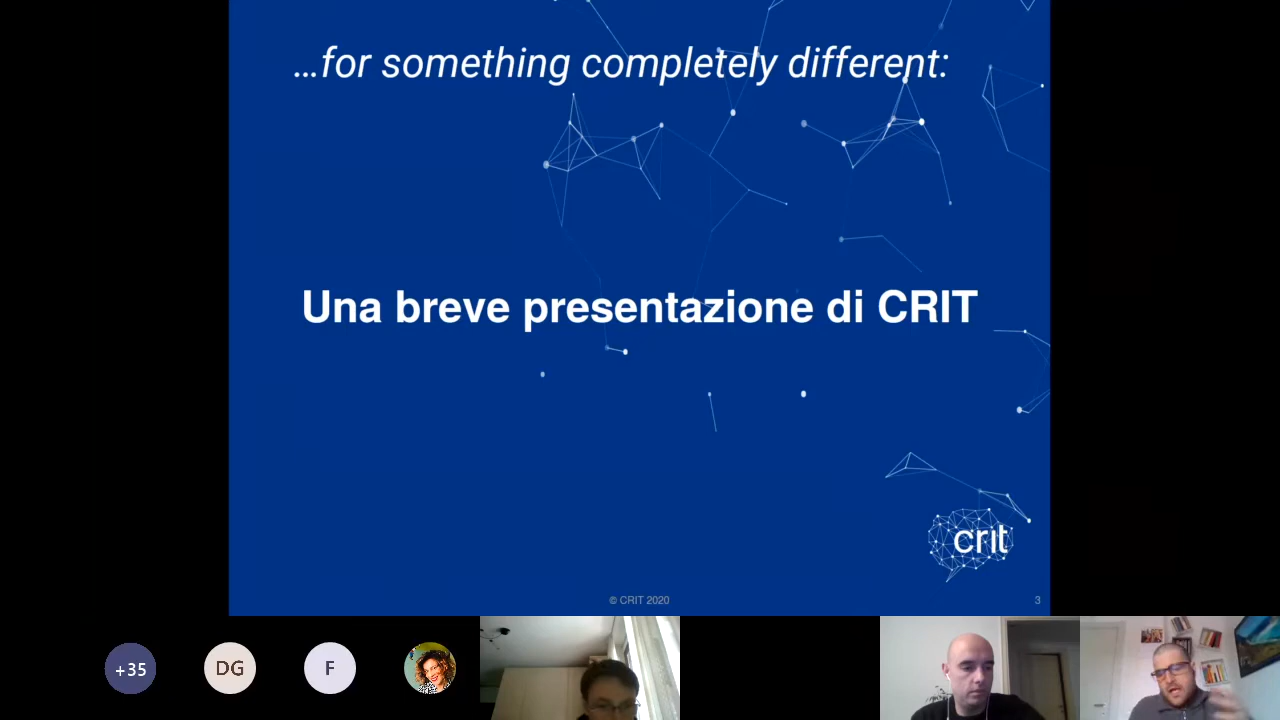 …for something completely different:
Una breve presentazione di CRIT
crit
© CRIT 2020
3
+35
DG
F